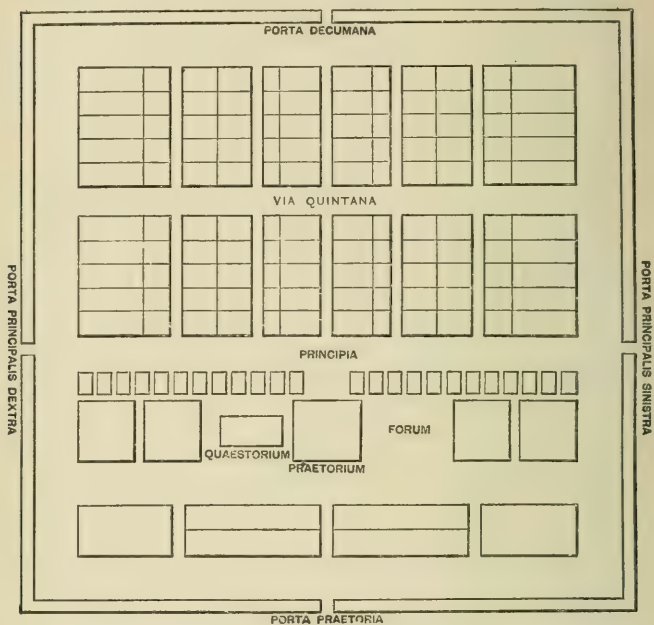 PORTA DECUMANA
VIA QUINTANA
PORTA PRINCIPALIS DEXTRA
PORTA PRINCIPALIS SINISTRA
PRINCIPIA
FORUM
QUAESTORIUM
PRAETORIUM
PORTA PRAETORIA